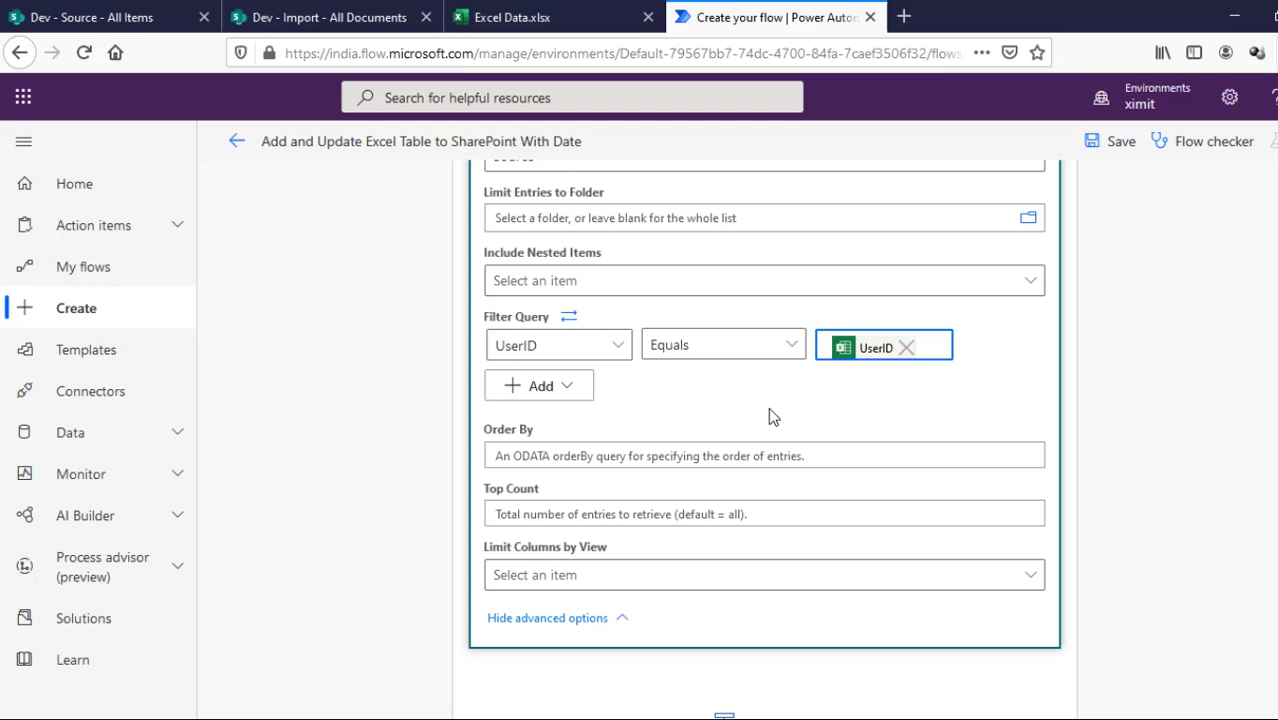 Dev - Source - All Items
Dev - Import - All Documents
Excel Data.xlsx
Create your flow | Power Auton
https://india.flow.microsoft.com/manage/environments/Default-79567bb7-74dc-4700-84fa-7caef3506f32/flows
Search for helpful resources
Environments
ximit
Add and Update Excel Table to SharePoint With Date
Save
Flow checker
Home
Action items
My flows
Create
Templates
Connectors
Data
Monitor
AI Builder
Process advisor
(preview)
Solutions
Learn
Source
Limit Entries to Folder
Select a folder, or leave blank for the whole list
Include Nested Items
Select an item
Filter Query
UserID
Equals
UserID
Add
Order By
An ODATA orderBy query for specifying the order of entries.
Top Count
Total number of entries to retrieve (default = all).
Limit Columns by View
Select an item
Hide advanced options